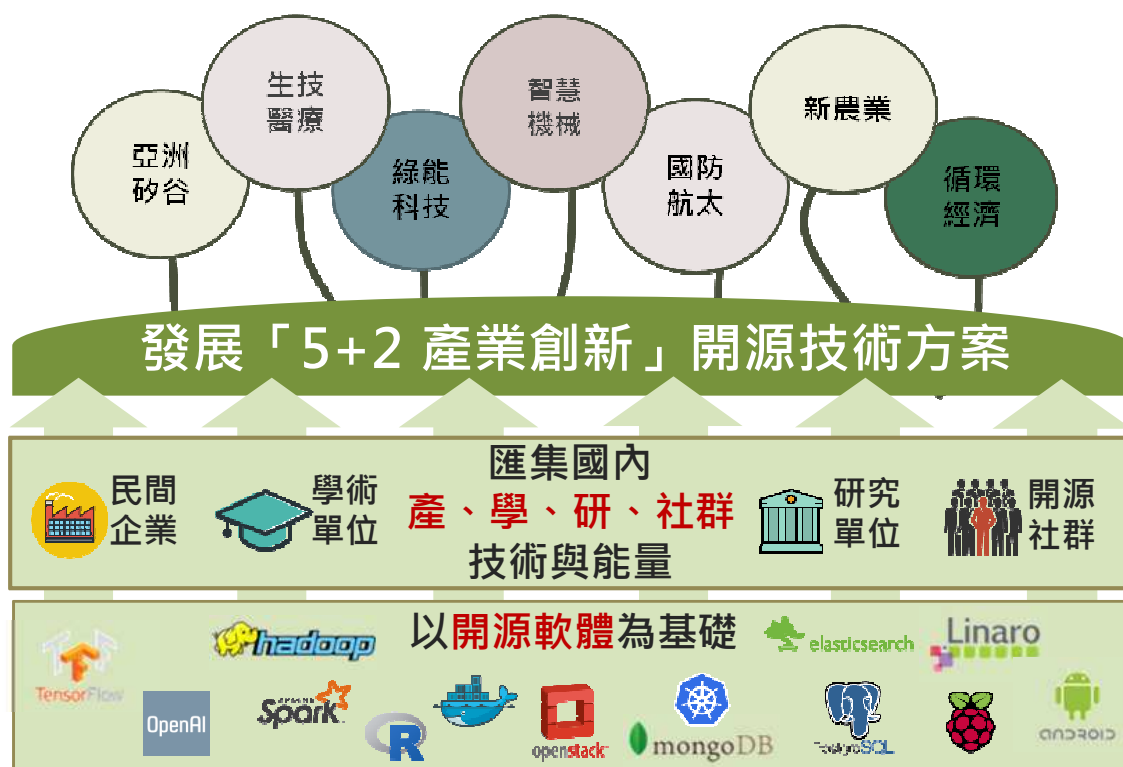 亞洲
矽谷
生技
醫療
綠能
科技
智慧
機械
國防
航太
新農業
循環
經濟
發展「5+2 產業創新」開源技術方案
民間
企業
學術
單位
匯集國內
產、學、研、社群
技術與能量
研究
單位
開源
社群
以開源軟體為基礎
TensorFlow
hadoop
elasticsearch
Linaro
OpenAI
Spark
R
openstack
mongoDB
PostgreSQL
ANDROID